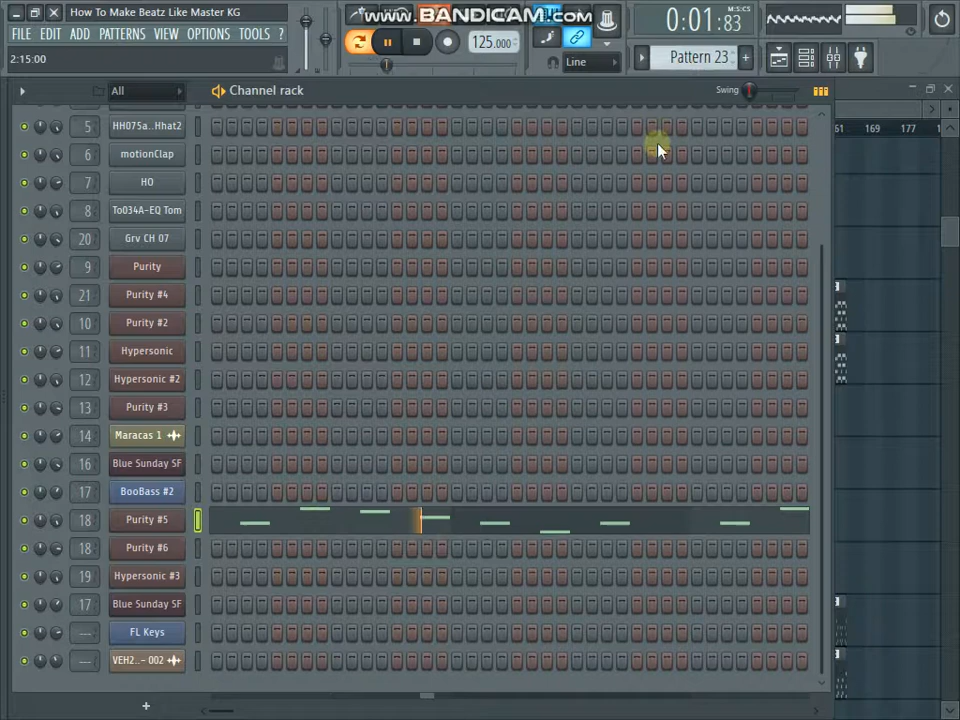 How To Make Beatz Like Master KG
www.BANDICAM.com
FILE EDIT ADD PATTERNS VIEW OPTIONS TOOLS ?
125.000
0:01:83
M:S:CS
Line
Pattern 23
2:15:00
All
Channel rack
Swing
5 HH075a..Hhat2
6 motionClap
7 HO
8 To034A-EQ Tom
20 Grv CH 07
9 Purity
21 Purity #4
10 Purity #2
11 Hypersonic
12 Hypersonic #2
13 Purity #3
14 Maracas 1
16 Blue Sunday SF
17 BooBass #2
18 Purity #5
18 Purity #6
19 Hypersonic #3
17 Blue Sunday SF
--- FL Keys
--- VEH2..- 002
61 169 177